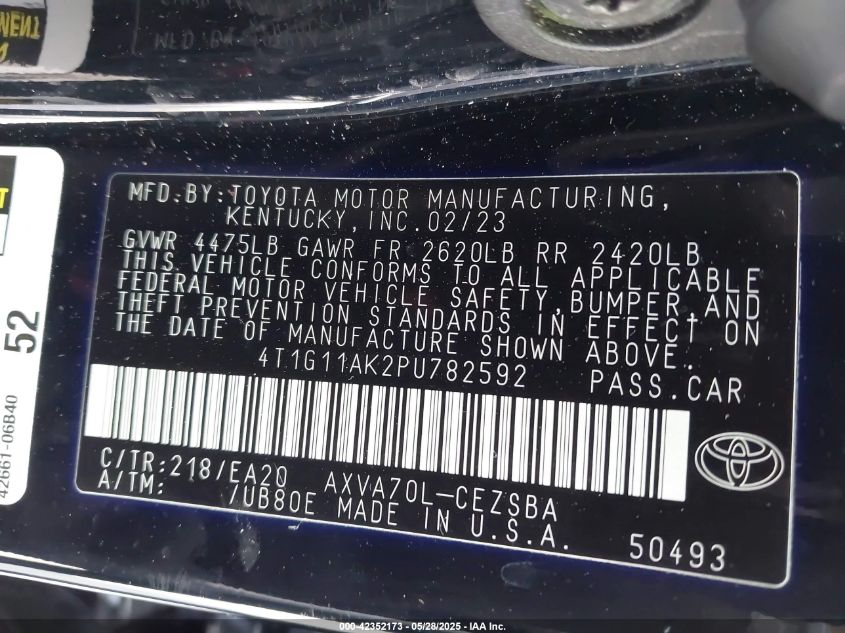 MFD.BY:TOYOTA MOTOR MANUFACTURING,
KENTUCKY, INC. 02/23
GVWR 4475LB GAWR FR 2620LB RR 2420LB
THIS VEHICLE CONFORMS TO ALL APPLICABLE
FEDERAL MOTOR VEHICLE SAFETY, BUMPER, AND
THEFT PREVENTION STANDARDS IN EFFECT ON
THE DATE OF MANUFACTURE SHOWN ABOVE.
4T1G11AK2PU782592 PASS.CAR
C/TR:218/EA20 AXVA70L-CEZSBA
A/TM: /UB80E MADE IN U.S.A.
50493
52
42661-06B40
000-42352173 - 05/28/2025 - IAA Inc.